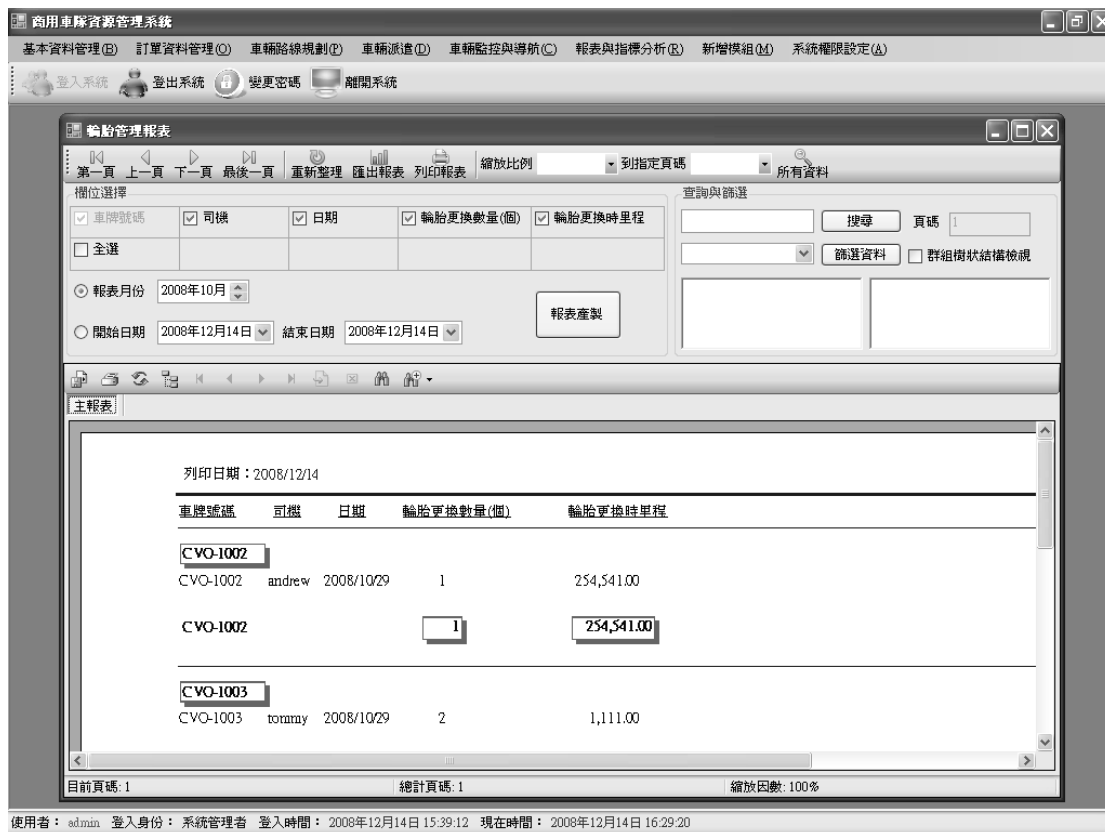 商用車隊資源管理系統
基本資料管理(B) 訂單資料管理(O) 車輛路線規劃(P) 車輛派遣(D) 車輛監控與導航(C) 報表與指標分析(R) 新增模組(M) 系統權限設定(A)
登入系統 登出系統 變更密碼 離開系統
輪胎管理報表
第一頁 上一頁 下一頁 最後一頁 重新整理 匯出報表 列印報表 縮放比例 到指定頁碼 所有資料
欄位選擇 查詢與篩選
車牌號碼 司機 日期 輪胎更換數量(個) 輪胎更換時里程 搜尋 頁碼 1
全選 篩選資料 群組樹狀結構檢視
報表月份 2008年10月
報表產製
開始日期 2008年12月14日 結束日期 2008年12月14日
主報表
列印日期：2008/12/14
車牌號碼 司機 日期 輪胎更換數量(個) 輪胎更換時里程
CVO-1002
CVO-1002 andrew 2008/10/29 1 254,541.00
CVO-1002 1 254,541.00
CVO-1003
CVO-1003 tommy 2008/10/29 2 1,111.00
目前頁碼: 1 總計頁碼: 1 縮放因數: 100%
使用者： admin 登入身份： 系統管理者 登入時間： 2008年12月14日 15:39:12 現在時間： 2008年12月14日 16:29:20